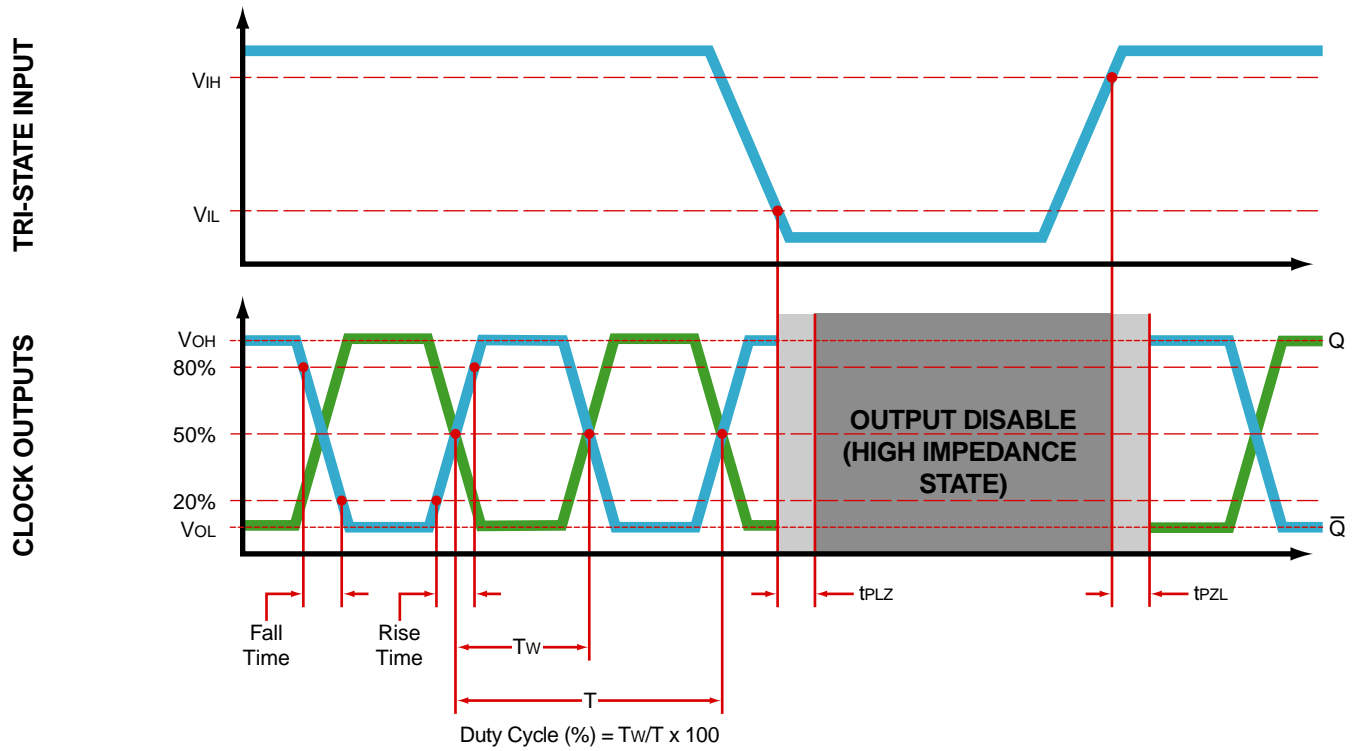 TRI-STATE INPUT
VIH
VIL
CLOCK OUTPUTS
VOH
80%
50%
20%
VOL
Q
Q̅
OUTPUT DISABLE
(HIGH IMPEDANCE
STATE)
Fall
Time
Rise
Time
tPLZ
tPZL
TW
T
Duty Cycle (%) = TW/T x 100